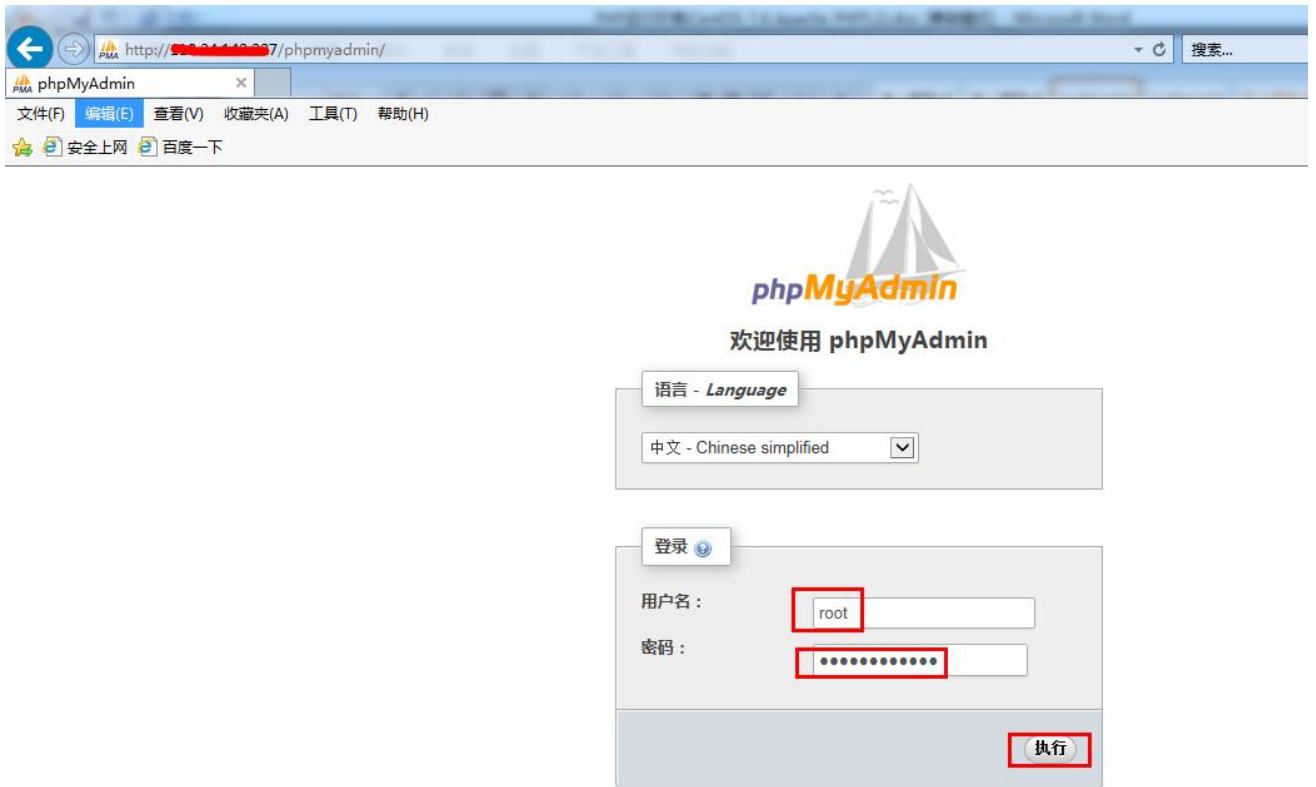 http://
7/phpmyadmin/
搜索...
phpMyAdmin
文件(F) 编辑(E) 查看(V) 收藏夹(A) 工具(T) 帮助(H)
安全上网 百度一下
phpMyAdmin
欢迎使用 phpMyAdmin
语言 - Language
中文 - Chinese simplified
登录
用户名：
root
密码：
••••••••••••
执行